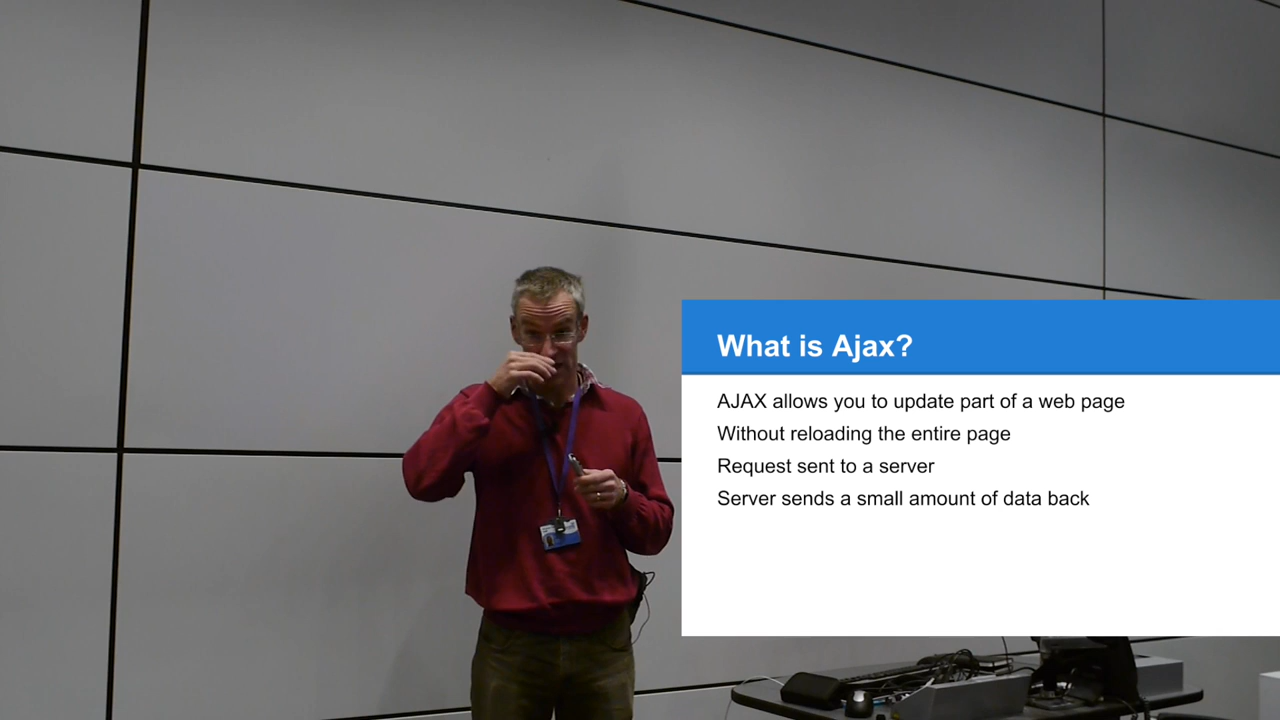 What is Ajax?
AJAX allows you to update part of a web page
Without reloading the entire page
Request sent to a server
Server sends a small amount of data back